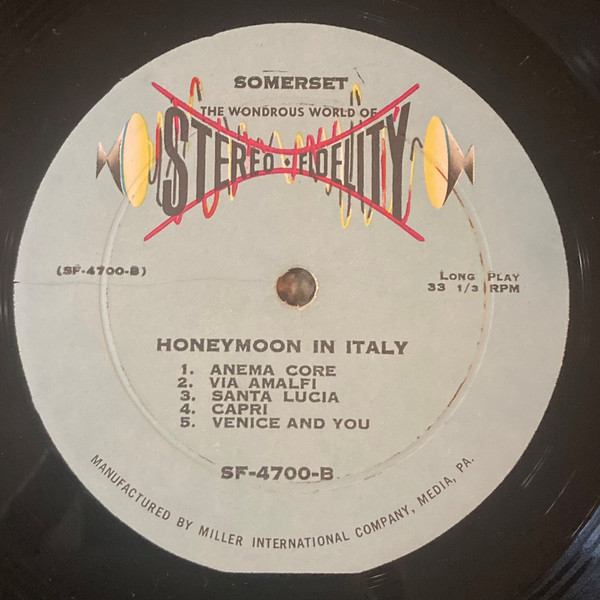 SOMERSET
THE WONDROUS WORLD OF
STEREO • FIDELITY
(SF-4700-B)
LONG PLAY
33 1/3 RPM
HONEYMOON IN ITALY
1. ANEMA CORE
2. VIA AMALFI
3. SANTA LUCIA
4. CAPRI
5. VENICE AND YOU
SF-4700-B
MANUFACTURED BY MILLER INTERNATIONAL COMPANY, MEDIA, PA.